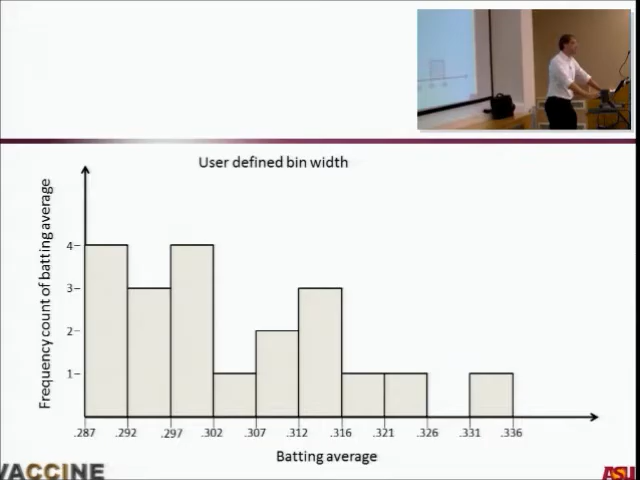 User defined bin width
Frequency count of batting average
4
3
2
1
.287 .292 .297 .302 .307 .312 .316 .321 .326 .331 .336
Batting average
VACCINE
ASU